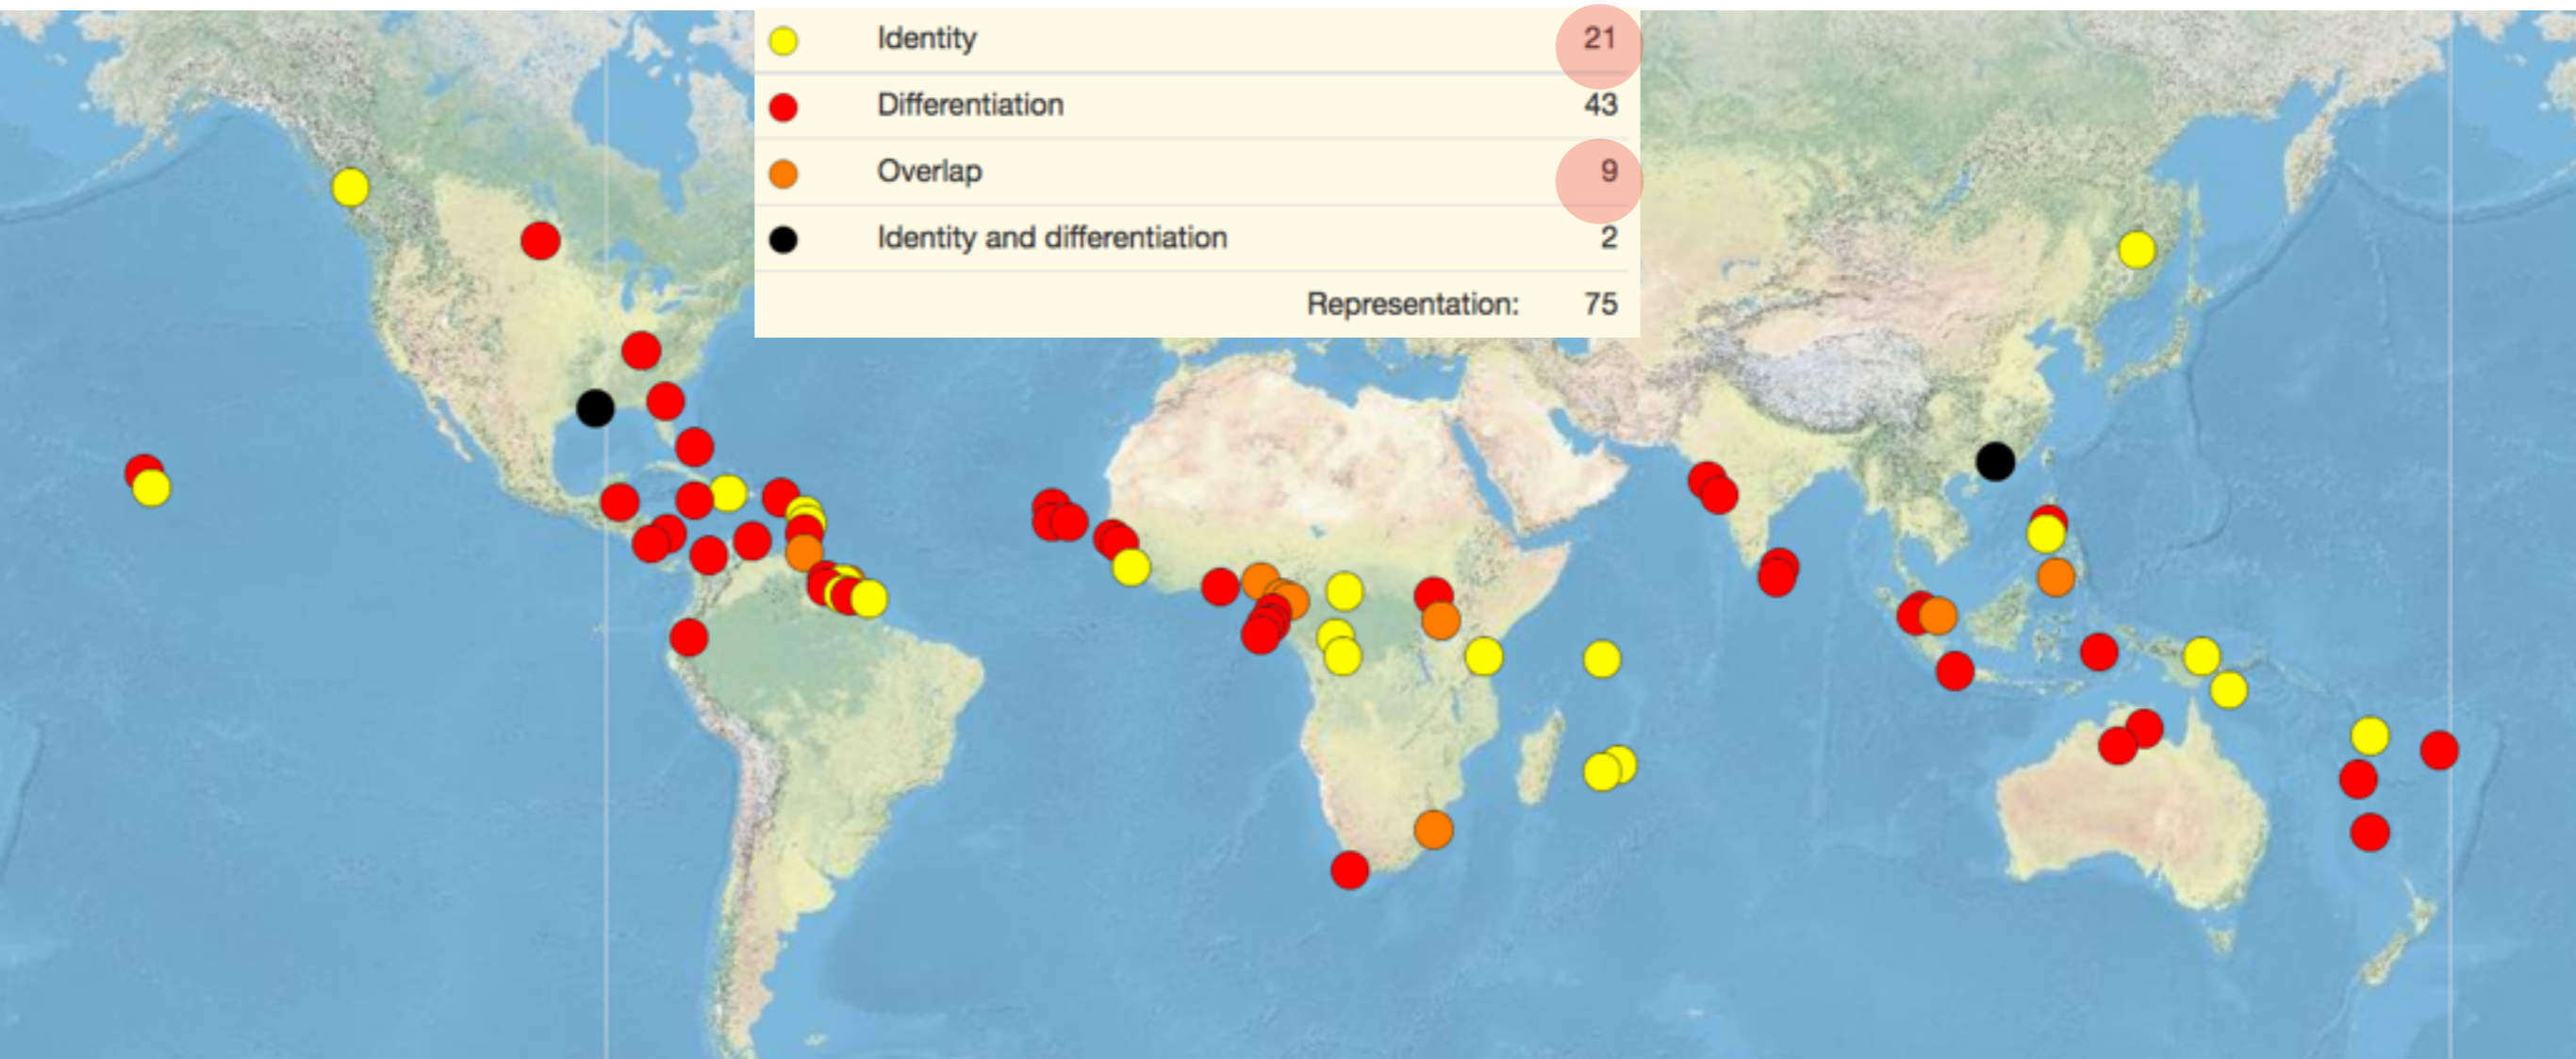 Identity 21
Differentiation 43
Overlap 9
Identity and differentiation 2
Representation: 75